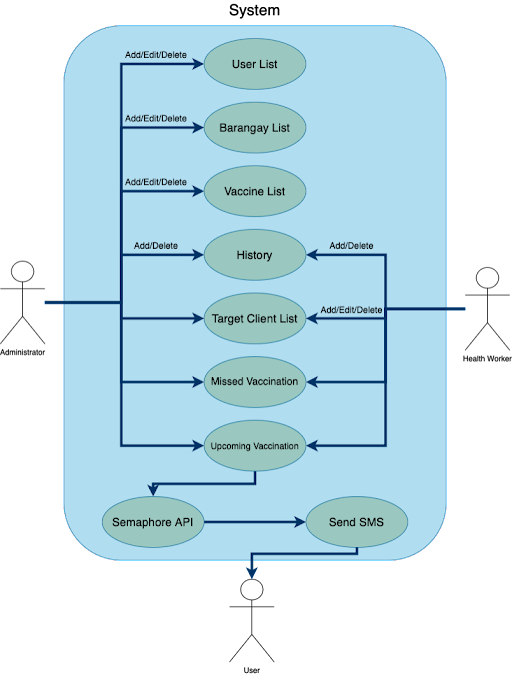 System
Add/Edit/Delete
User List
Add/Edit/Delete
Barangay List
Add/Edit/Delete
Vaccine List
Add/Delete
History
Add/Delete
Target Client List
Add/Edit/Delete
Administrator
Health Worker
Missed Vaccination
Upcoming Vaccination
Semaphore API
Send SMS
User